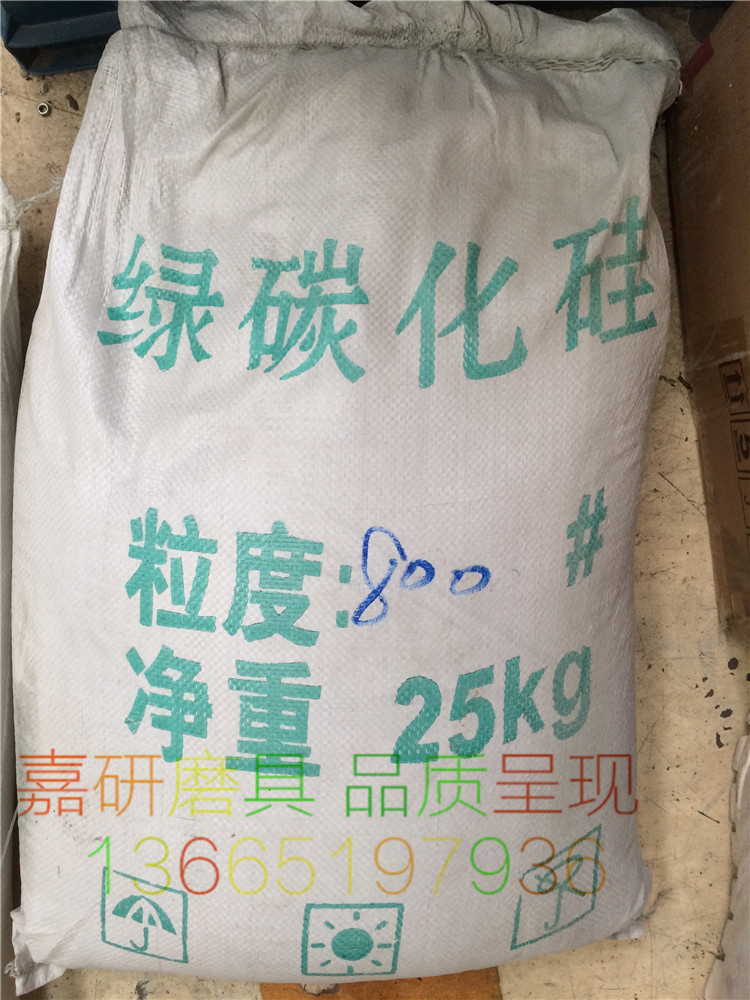 绿碳化硅
粒度:800 #
净重 25kg
嘉研磨具 品质呈现
13665197936